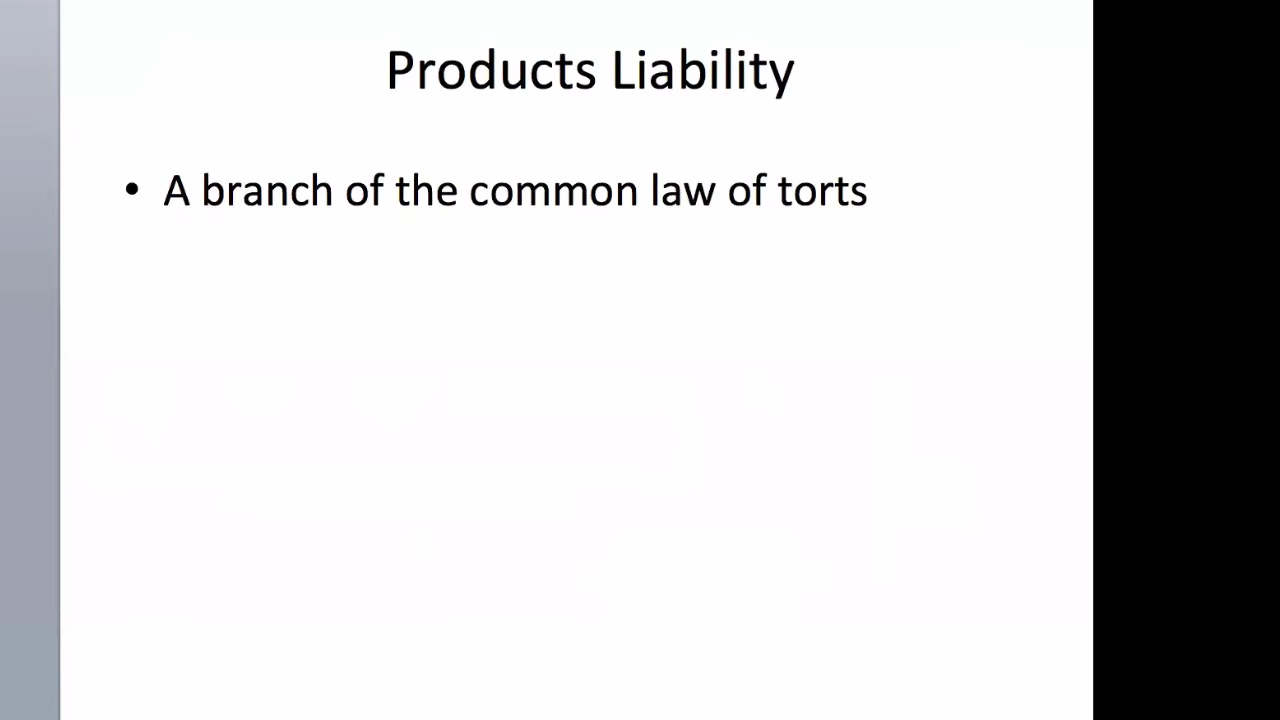 Products Liability
• A branch of the common law of torts